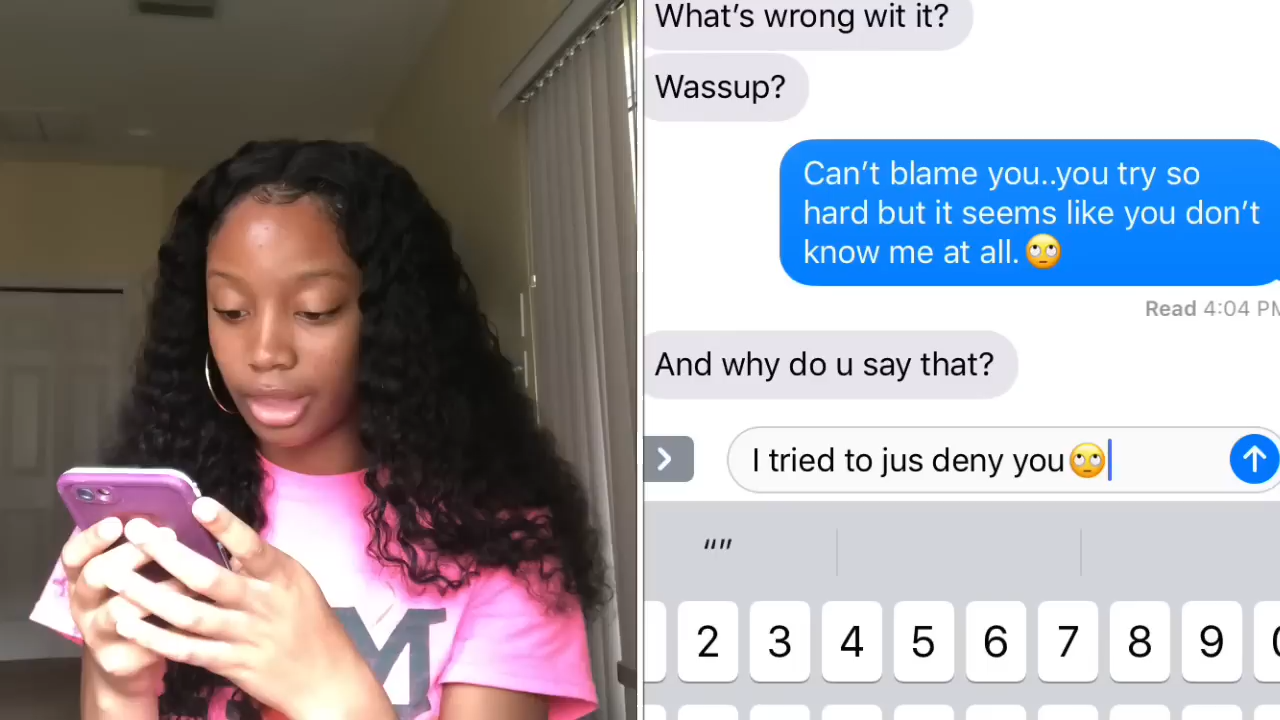 What's wrong wit it?
Wassup?
Can't blame you..you try so
hard but it seems like you don't
know me at all.🙄
Read 4:04 PM
And why do u say that?
I tried to jus deny you🙄
“”
2 3 4 5 6 7 8 9 0
M